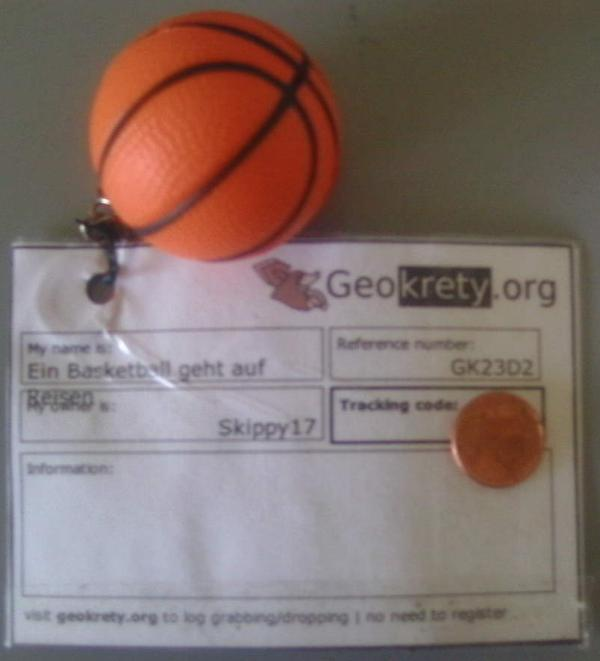 Geokrety.org
My name is:
Ein Basketball geht auf
Reisen
Reference number:
GK23D2
My owner is:
Skippy17
Tracking code:
Information:
visit geokrety.org to log grabbing/dropping | no need to register